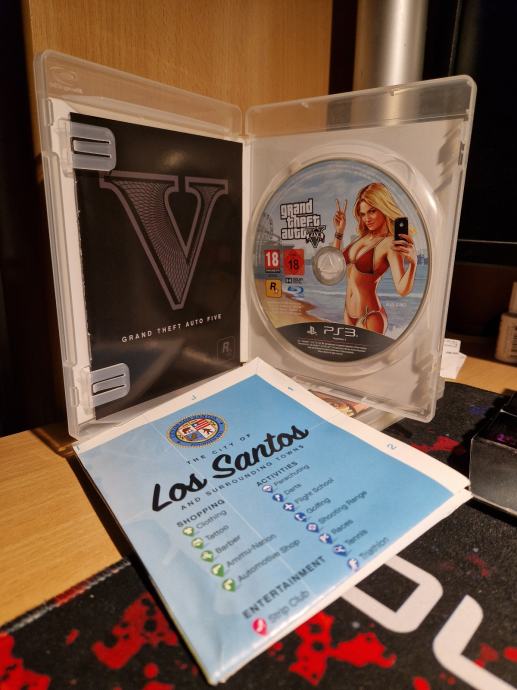 V
GRAND THEFT AUTO FIVE
R
grand
theft
auto
V
18
18
R
PS3
THE CITY OF
Los Santos
AND SURROUNDING TOWNS
SHOPPING
Clothing
Tattoo
Barber
Ammu-Nation
Automotive Shop
ACTIVITIES
Parachuting
Darts
Flight School
Golfing
Shooting Range
Races
Tennis
Triathlon
ENTERTAINMENT
Strip Club
2